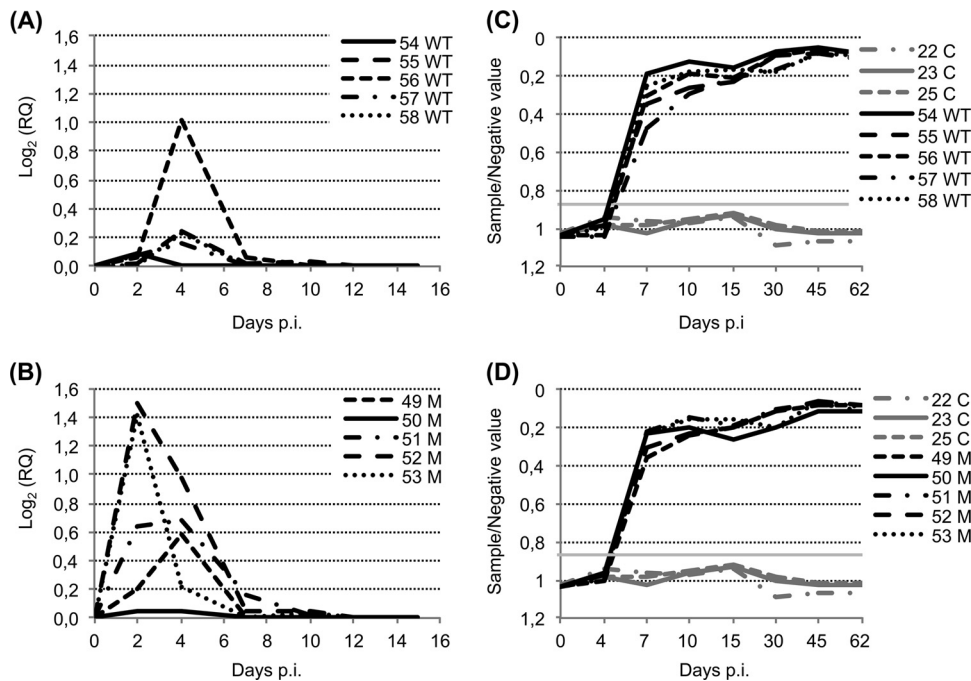 (A)
1,6
1,4
1,2
1,0
0,8
0,6
0,4
0,2
0,0
Log2 (RQ)
0 2 4 6 8 10 12 14 16
Days p.i.
54 WT
55 WT
56 WT
57 WT
58 WT
(C)
0
0,2
0,4
0,6
0,8
1
1,2
Sample/Negative value
0 4 7 10 15 30 45 62
Days p.i
22 C
23 C
25 C
54 WT
55 WT
56 WT
57 WT
58 WT
(B)
1,6
1,4
1,2
1,0
0,8
0,6
0,4
0,2
0,0
Log2 (RQ)
0 2 4 6 8 10 12 14 16
Days p.i.
49 M
50 M
51 M
52 M
53 M
(D)
0
0,2
0,4
0,6
0,8
1
1,2
Sample/Negative value
0 4 7 10 15 30 45 62
Days p.i.
22 C
23 C
25 C
49 M
50 M
51 M
52 M
53 M